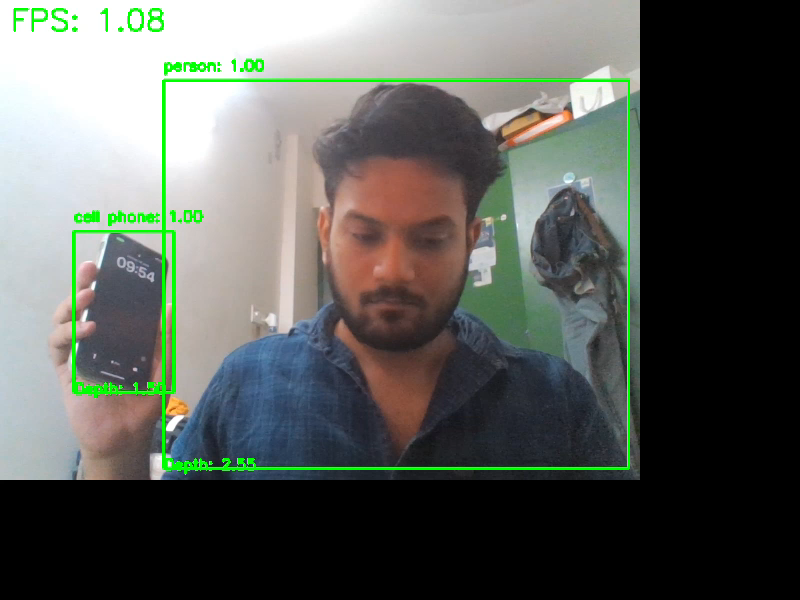 FPS: 1.08
person: 1.00
cell phone: 1.00
09:54
Depth: 1.50
Depth: 2.55